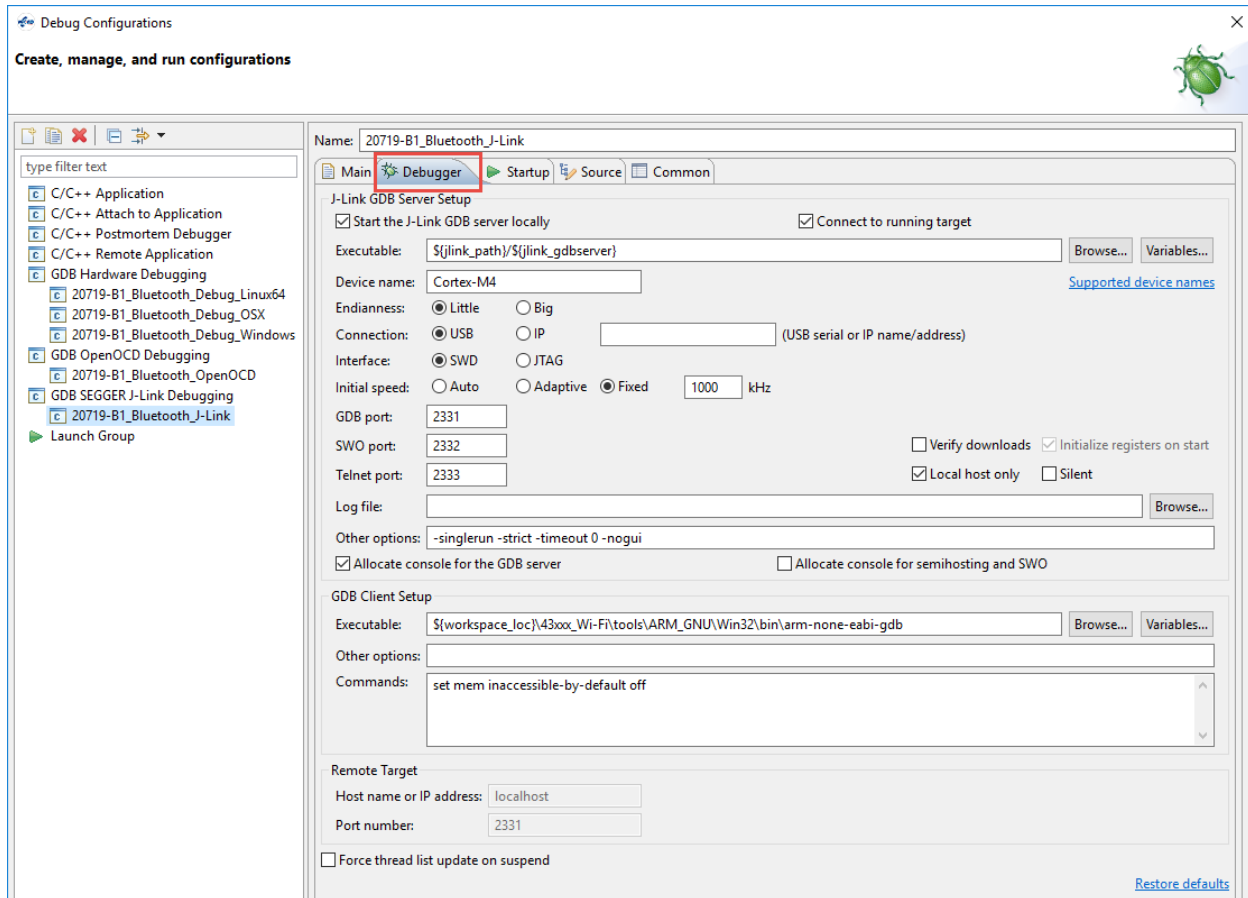 Debug Configurations
Create, manage, and run configurations
type filter text
C/C++ Application
C/C++ Attach to Application
C/C++ Postmortem Debugger
C/C++ Remote Application
GDB Hardware Debugging
20719-B1_Bluetooth_Debug_Linux64
20719-B1_Bluetooth_Debug_OSX
20719-B1_Bluetooth_Debug_Windows
GDB OpenOCD Debugging
20719-B1_Bluetooth_OpenOCD
GDB SEGGER J-Link Debugging
20719-B1_Bluetooth_J-Link
Launch Group
Name: 20719-B1_Bluetooth_J-Link
Main Debugger Startup Source Common
J-Link GDB Server Setup
Start the J-Link GDB server locally Connect to running target
Executable: ${jlink_path}/${jlink_gdbserver} Browse... Variables...
Device name: Cortex-M4 Supported device names
Endianness: Little Big
Connection: USB IP (USB serial or IP name/address)
Interface: SWD JTAG
Initial speed: Auto Adaptive Fixed 1000 kHz
GDB port: 2331
SWO port: 2332 Verify downloads Initialize registers on start
Telnet port: 2333 Local host only Silent
Log file: Browse...
Other options: -singlerun -strict -timeout 0 -nogui
Allocate console for the GDB server Allocate console for semihosting and SWO
GDB Client Setup
Executable: ${workspace_loc}\43xxx_Wi-Fi\tools\ARM_GNU\Win32\bin\arm-none-eabi-gdb Browse... Variables...
Other options:
Commands: set mem inaccessible-by-default off
Remote Target
Host name or IP address: localhost
Port number: 2331
Force thread list update on suspend
Restore defaults